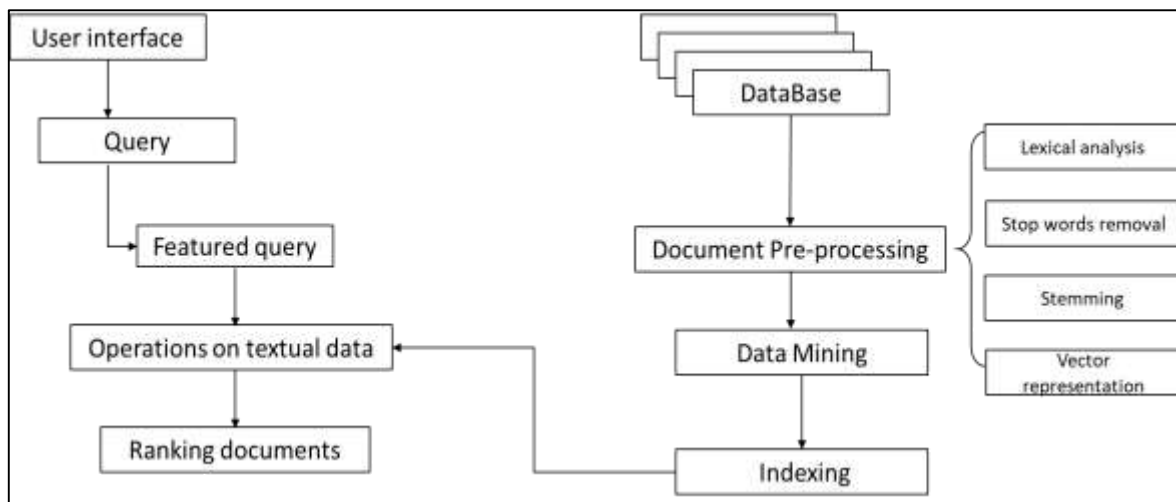 User interface
Query
Featured query
Operations on textual data
Ranking documents
DataBase
Document Pre-processing
Data Mining
Indexing
Lexical analysis
Stop words removal
Stemming
Vector
representation